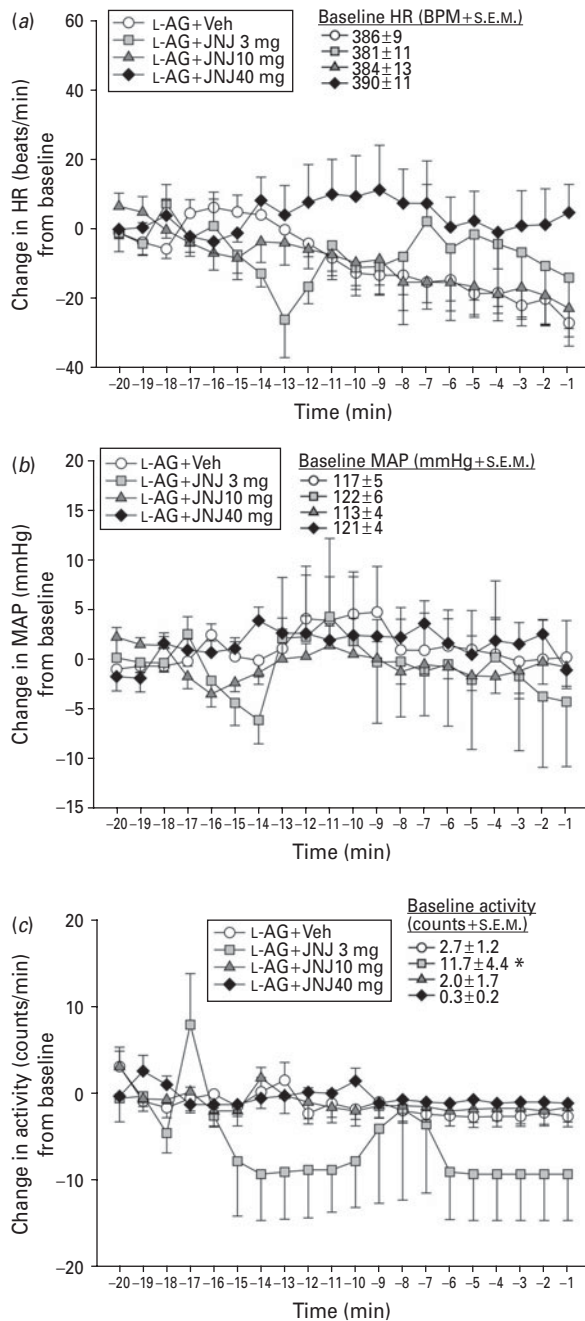 (a)
L-AG+Veh
L-AG+JNJ 3 mg
L-AG+JNJ10 mg
L-AG+JNJ40 mg
Baseline HR (BPM+S.E.M.)
386±9
381±11
384±13
390±11
Change in HR (beats/min)
from baseline
60
40
20
0
−20
−40
−20 −19 −18 −17 −16 −15 −14 −13 −12 −11 −10 −9 −8 −7 −6 −5 −4 −3 −2 −1
Time (min)
(b)
L-AG+Veh
L-AG+JNJ 3 mg
L-AG+JNJ10 mg
L-AG+JNJ40 mg
Baseline MAP (mmHg+S.E.M.)
117±5
122±6
113±4
121±4
Change in MAP (mmHg)
from baseline
20
15
10
5
0
−5
−10
−15
−20 −19 −18 −17 −16 −15 −14 −13 −12 −11 −10 −9 −8 −7 −6 −5 −4 −3 −2 −1
Time (min)
(c)
L-AG+Veh
L-AG+JNJ 3 mg
L-AG+JNJ10 mg
L-AG+JNJ40 mg
Baseline activity
(counts+S.E.M.)
2.7±1.2
11.7±4.4 *
2.0±1.7
0.3±0.2
Change in activity (counts/min)
from baseline
20
10
0
−10
−20
−20 −19 −18 −17 −16 −15 −14 −13 −12 −11 −10 −9 −8 −7 −6 −5 −4 −3 −2 −1
Time (min)